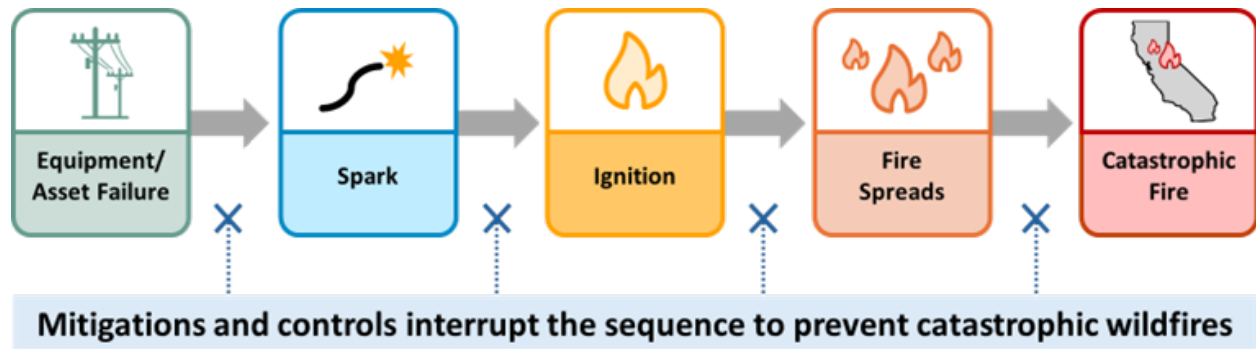 Equipment/
Asset Failure
Spark
Ignition
Fire
Spreads
Catastrophic
Fire
Mitigations and controls interrupt the sequence to prevent catastrophic wildfires